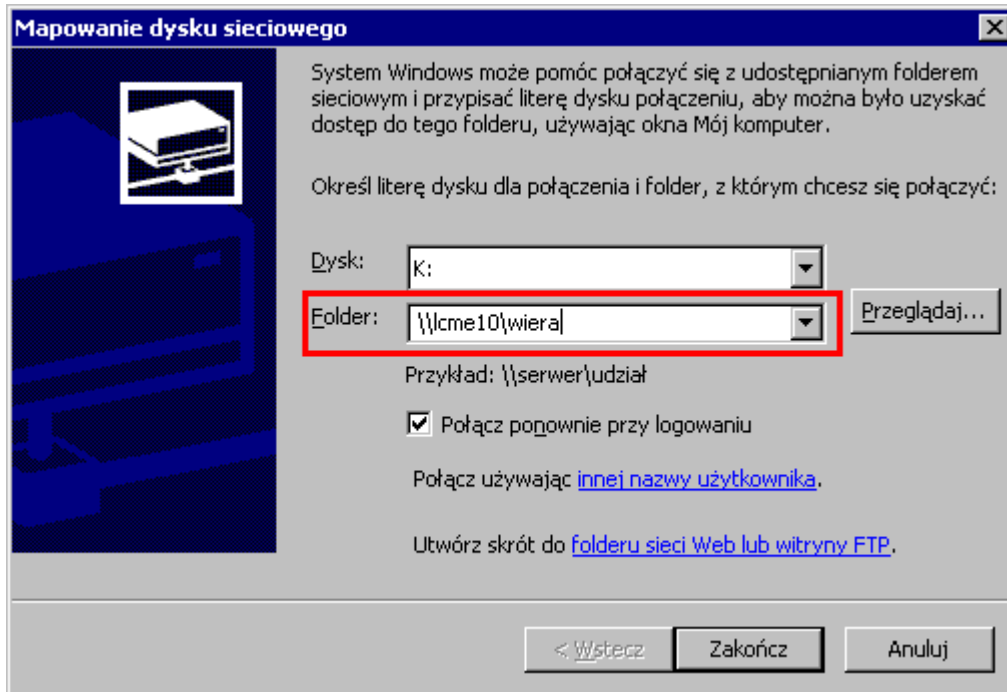 Mapowanie dysku sieciowego
System Windows może pomóc połączyć się z udostępnianym folderem
sieciowym i przypisać literę dysku połączeniu, aby można było uzyskać
dostęp do tego folderu, używając okna Mój komputer.
Określ literę dysku dla połączenia i folder, z którym chcesz się połączyć:
Dysk: K:
Folder: \\lcme10\wiera Przeglądaj...
Przykład: \\serwer\udział
Połącz ponownie przy logowaniu
Połącz używając innej nazwy użytkownika.
Utwórz skrót do folderu sieci Web lub witryny FTP.
< Wstecz Zakończ Anuluj